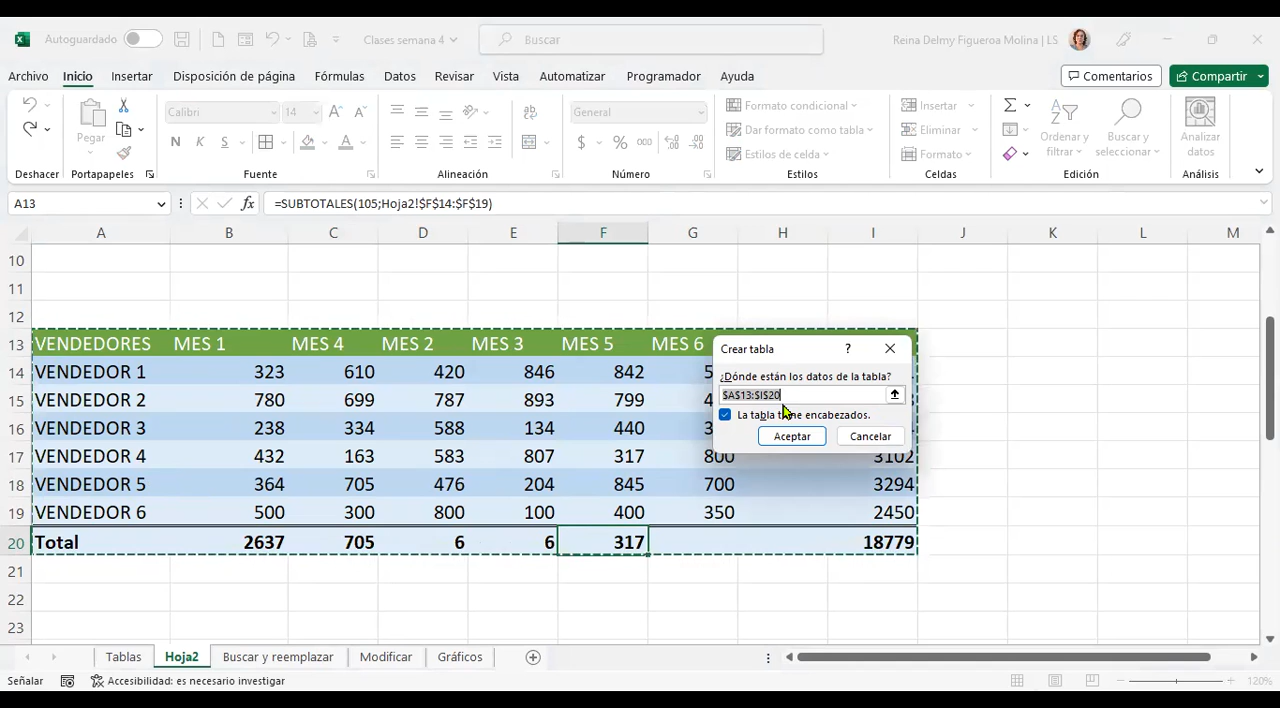 Autoguardado Clases semana 4 Buscar Reina Delmy Figueroa Molina | LS
Archivo Inicio Insertar Disposición de página Fórmulas Datos Revisar Vista Automatizar Programador Ayuda Comentarios Compartir
Calibri 14 General Formato condicional Insertar
Pegar Dar formato como tabla Eliminar Ordenar y filtrar Buscar y seleccionar Analizar datos
N K S $ % 000 Estilos de celda Formato
Deshacer Portapapeles Fuente Alineación Número Estilos Celdas Edición Análisis
A13 fx =SUBTOTALES(105;Hoja2!$F$14:$F$19)
A B C D E F G H I J K L M
10
11
12
13 VENDEDORES MES 1 MES 4 MES 2 MES 3 MES 5 MES 6
Crear tabla ?
¿Dónde están los datos de la tabla?
$A$13:$I$20
La tabla tiene encabezados.
Aceptar Cancelar
14 VENDEDOR 1 323 610 420 846 842
15 VENDEDOR 2 780 699 787 893 799
16 VENDEDOR 3 238 334 588 134 440
17 VENDEDOR 4 432 163 583 807 317 800 3102
18 VENDEDOR 5 364 705 476 204 845 700 3294
19 VENDEDOR 6 500 300 800 100 400 350 2450
20 Total 2637 705 6 6 317 18779
21
22
23
Tablas Hoja2 Buscar y reemplazar Modificar Gráficos
Señalar Accesibilidad: es necesario investigar 120%